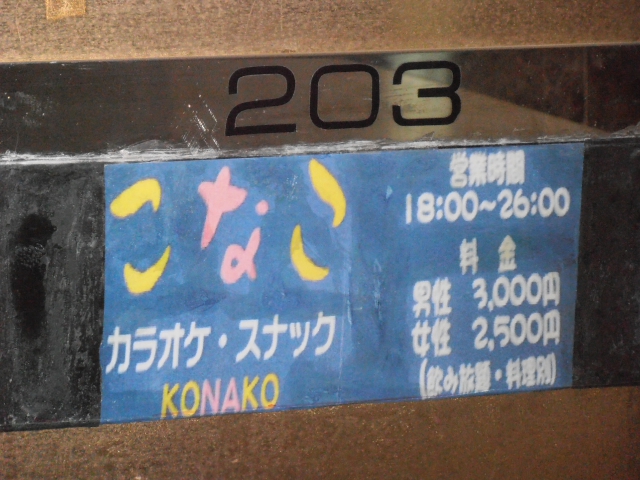 203
こなこ
カラオケ・スナック
KONAKO
営業時間
18:00~26:00
料金
男性 3,000円
女性 2,500円
(飲み放題・料理別)